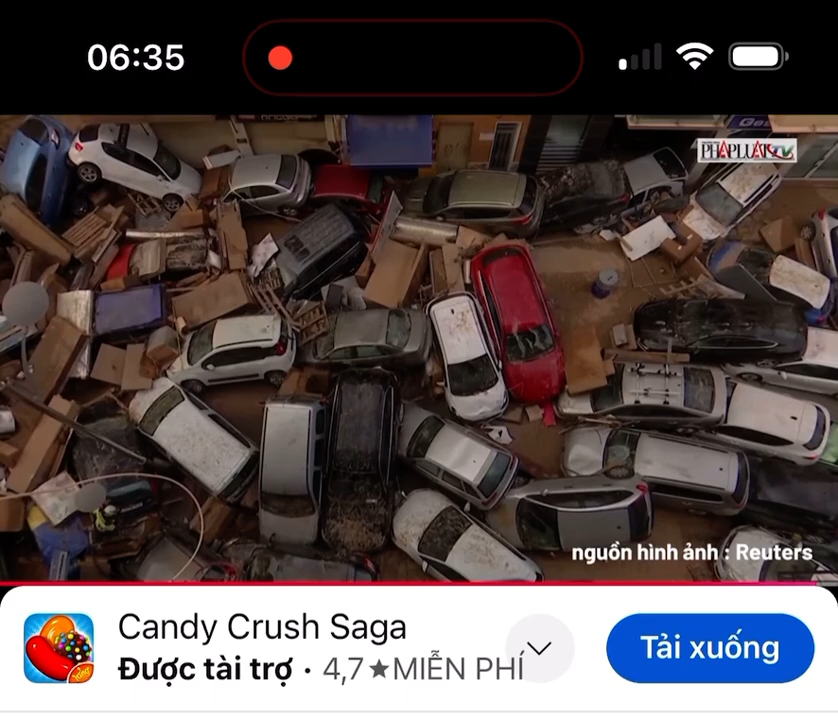 06:35
PHÁPLUẬT TV
nguồn hình ảnh : Reuters
Candy Crush Saga
Được tài trợ · 4,7★MIỄN PHÍ
Tải xuống